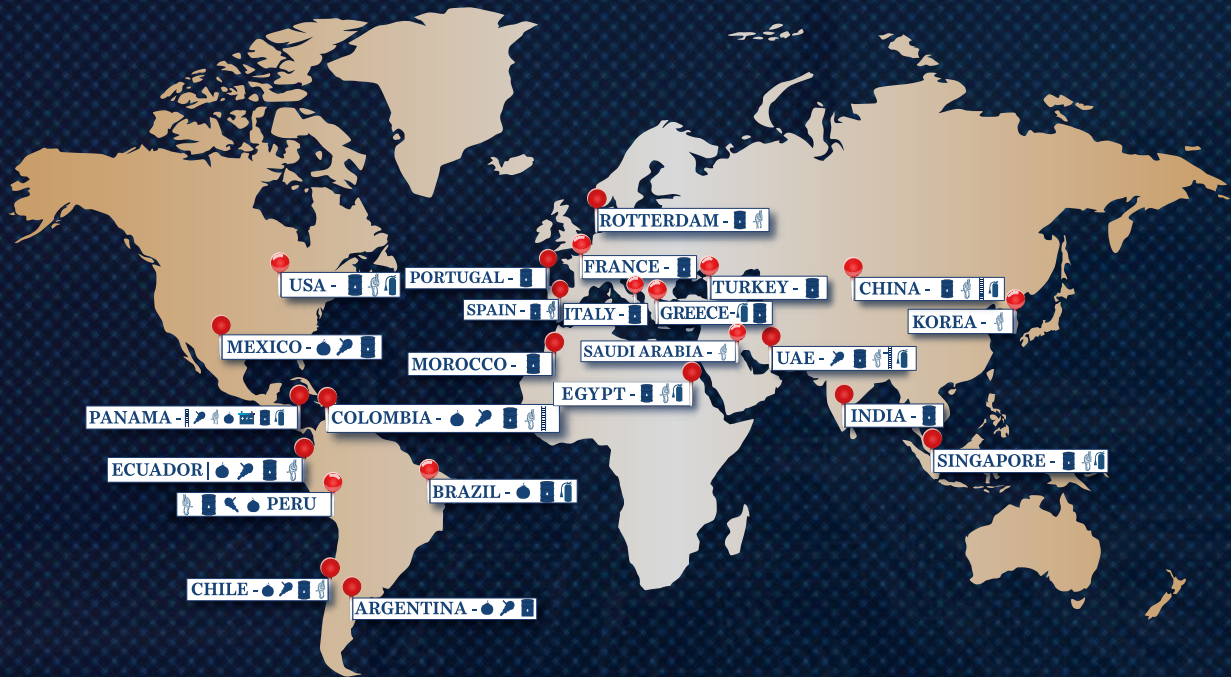 ROTTERDAM -
PORTUGAL -
FRANCE -
TURKEY -
CHINA -
USA -
SPAIN -
ITALY -
GREECE-
KOREA -
MEXICO -
MOROCCO -
SAUDI ARABIA -
UAE -
EGYPT -
PANAMA -
COLOMBIA -
INDIA -
ECUADOR
SINGAPORE -
BRAZIL -
PERU
CHILE -
ARGENTINA -